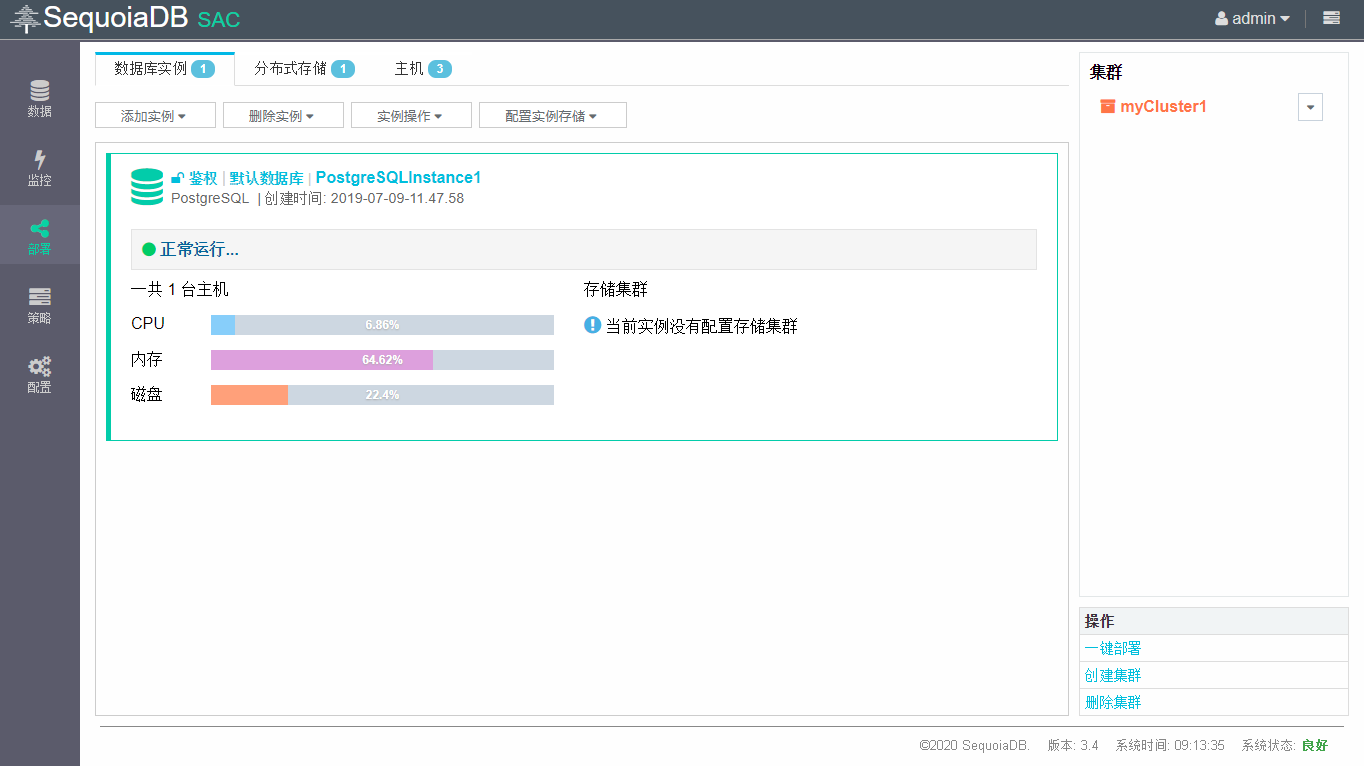 SequoiaDB SAC
admin
数据
监控
部署
策略
配置
数据库实例 1 分布式存储 1 主机 3
添加实例 删除实例 实例操作 配置实例存储
鉴权 | 默认数据库 | PostgreSQLInstance1
PostgreSQL | 创建时间: 2019-07-09-11.47.58
正常运行...
一共 1 台主机
CPU 6.86%
内存 64.62%
磁盘 22.4%
存储集群
当前实例没有配置存储集群
集群
myCluster1
操作
一键部署
创建集群
删除集群
©2020 SequoiaDB. 版本: 3.4 系统时间: 09:13:35 系统状态: 良好